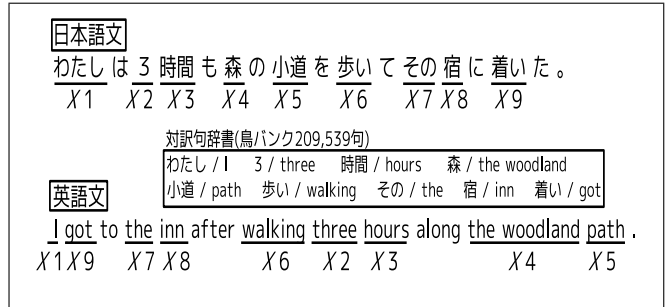 日本語文
わたし は 3 時間 も 森 の 小道 を 歩い て その 宿 に 着い た 。
X1 X2 X3 X4 X5 X6 X7 X8 X9
対訳句辞書(鳥バンク209,539句)
わたし / I 3 / three 時間 / hours 森 / the woodland
小道 / path 歩い / walking その / the 宿 / inn 着い / got
英語文
I got to the inn after walking three hours along the woodland path .
X1 X9 X7 X8 X6 X2 X3 X4 X5